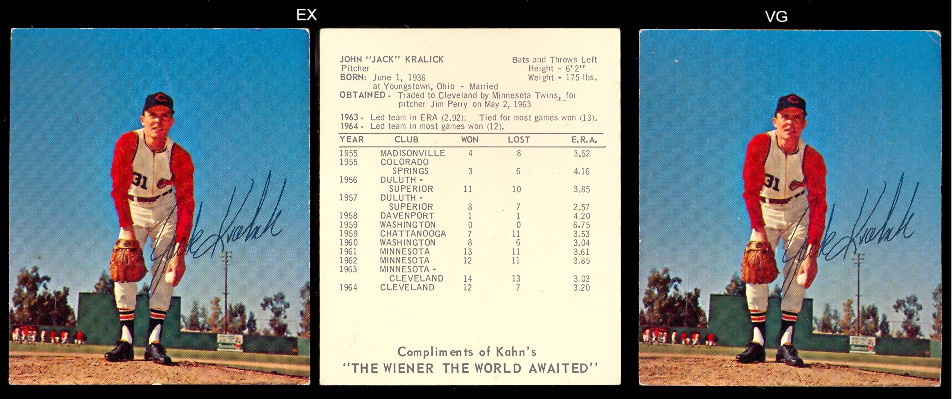 EX
VG
31
Jack Kralick
JOHN "JACK" KRALICK Bats and Throws Left
Pitcher Height - 6'2"
BORN: June 1, 1936 Weight - 175 lbs.
at Youngstown, Ohio - Married
OBTAINED - Traded to Cleveland by Minnesota Twins, for
pitcher Jim Perry on May 2, 1963
1963 - Led team in ERA (2.92). Tied for most games won (13).
1964 - Led team in most games won (12).
YEAR CLUB WON LOST E.R.A.
1955 MADISONVILLE 4 8 3.52
1955 COLORADO
SPRINGS 3 6 4.16
1956 DULUTH -
SUPERIOR 11 10 3.85
1957 DULUTH -
SUPERIOR 8 7 2.57
1958 DAVENPORT 1 1 4.20
1959 WASHINGTON 0 0 6.75
1959 CHATTANOOGA 7 11 3.53
1960 WASHINGTON 8 6 3.04
1961 MINNESOTA 13 11 3.61
1962 MINNESOTA 12 11 3.85
1963 MINNESOTA -
CLEVELAND 14 13 3.03
1964 CLEVELAND 12 7 3.20
Compliments of Kahn's
"THE WIENER THE WORLD AWAITED"
31
Jack Kralick